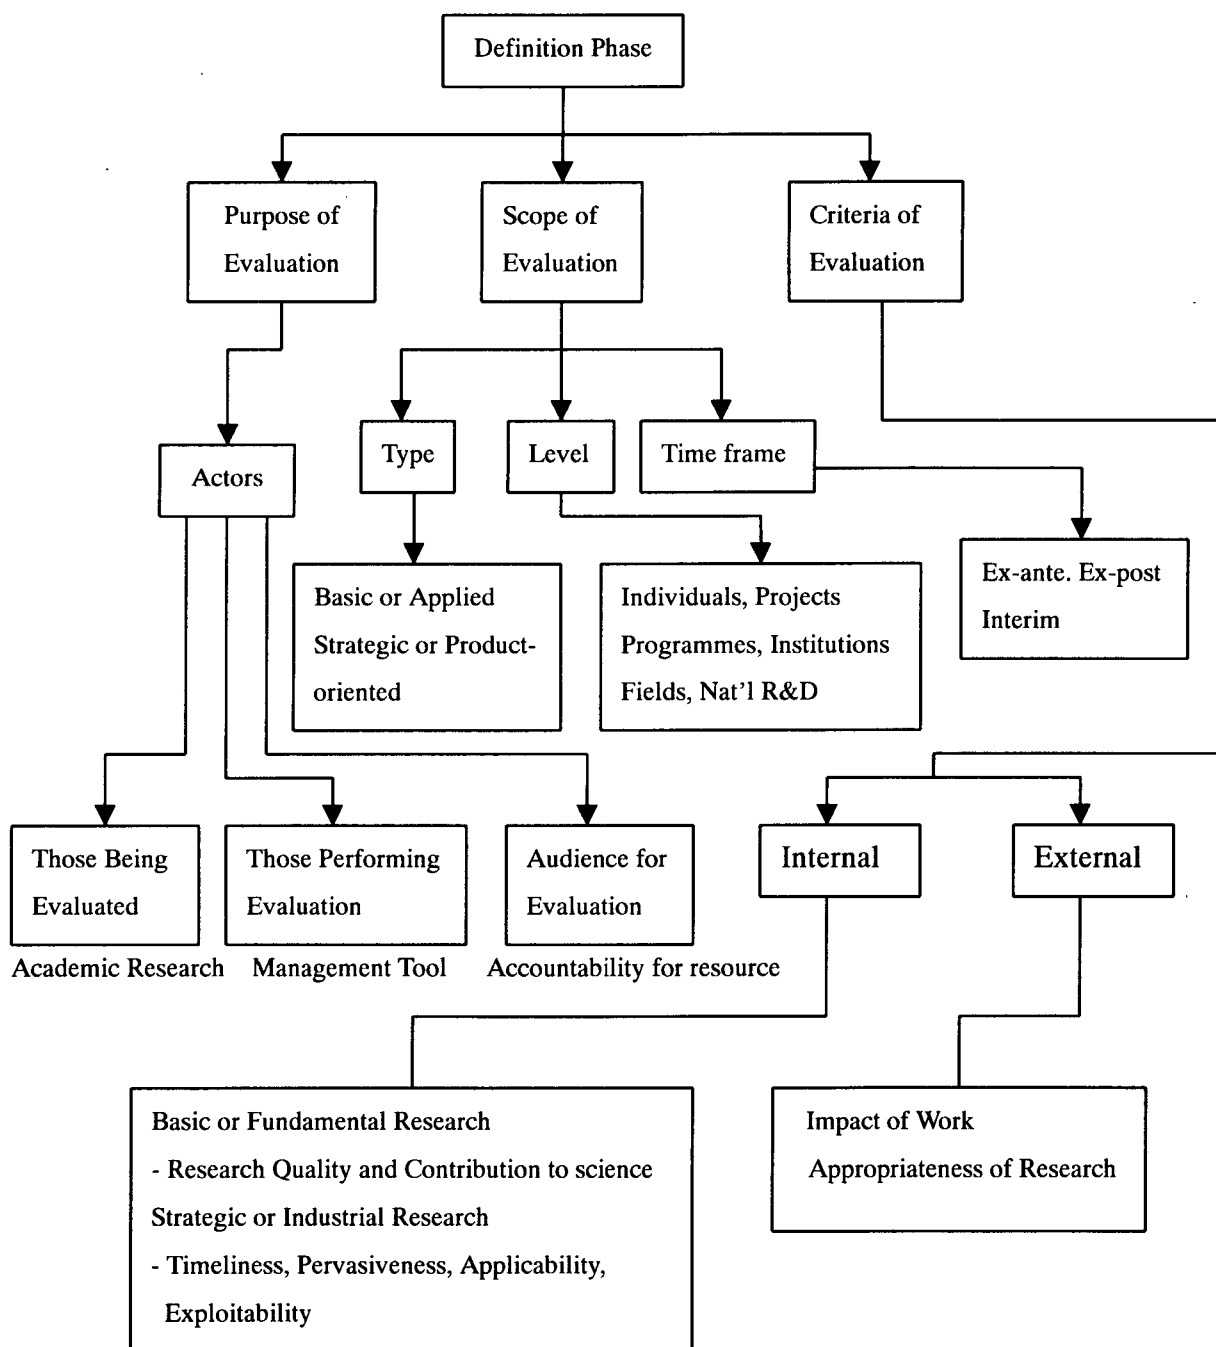 Definition Phase
Purpose of
Evaluation
Scope of
Evaluation
Criteria of
Evaluation
Actors
Type
Level
Time frame
Basic or Applied
Strategic or Product-
oriented
Individuals, Projects
Programmes, Institutions
Fields, Nat'l R&D
Ex-ante. Ex-post
Interim
Those Being
Evaluated
Those Performing
Evaluation
Audience for
Evaluation
Internal
External
Academic Research
Management Tool
Accountability for resource
Basic or Fundamental Research
- Research Quality and Contribution to science
Strategic or Industrial Research
- Timeliness, Pervasiveness, Applicability,
Exploitability
Impact of Work
Appropriateness of Research